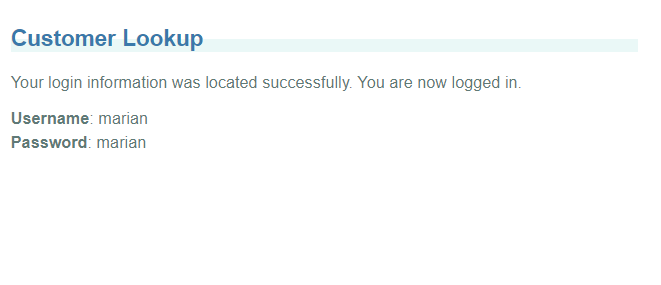 Customer Lookup
Your login information was located successfully. You are now logged in.
Username: marian
Password: marian